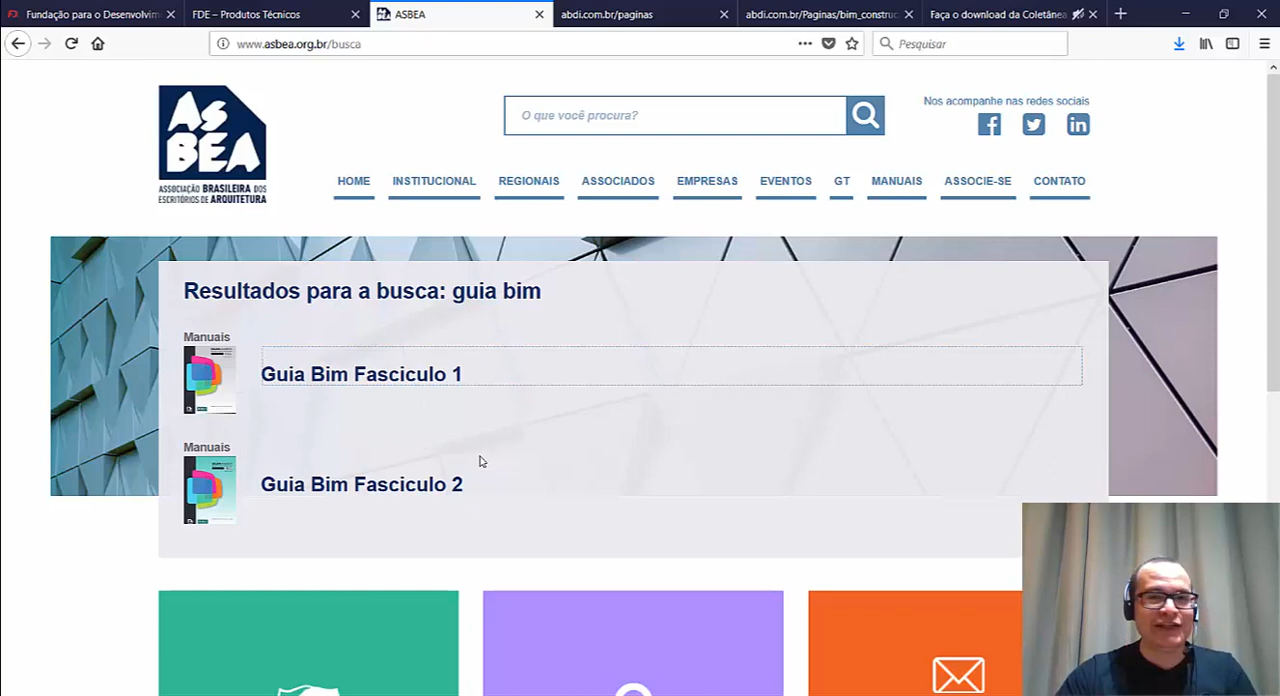 Fundação para o Desenvolvim
FDE – Produtos Técnicos
ASBEA
abdi.com.br/paginas
abdi.com.br/Paginas/bim_construc
Faça o download da Coletânea
www.asbea.org.br/busca
Pesquisar
AS
BEA
ASSOCIAÇÃO BRASILEIRA DOS
ESCRITÓRIOS DE ARQUITETURA
O que você procura?
Nos acompanhe nas redes sociais
HOME INSTITUCIONAL REGIONAIS ASSOCIADOS EMPRESAS EVENTOS GT MANUAIS ASSOCIE-SE CONTATO
Resultados para a busca: guia bim
Manuais
Guia Bim Fasciculo 1
Manuais
Guia Bim Fasciculo 2